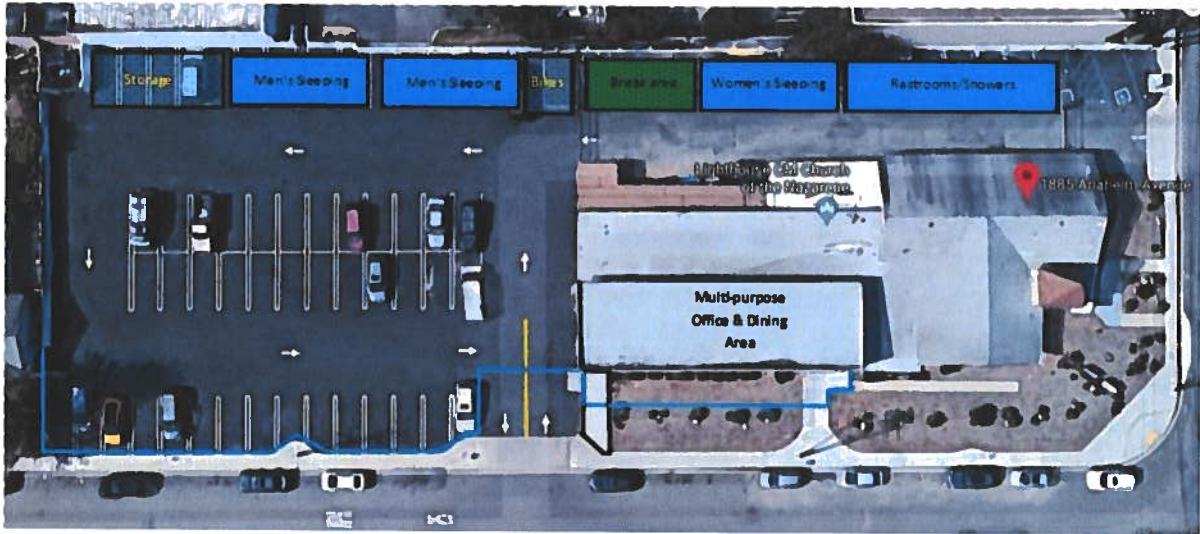 Storage
Men's Sleeping
Men's Sleeping
Bikes
Break area
Women's Sleeping
Restrooms/Showers
Lighthouse C&I Church
of the Nazarene
1885 Anaheim Avenue
Multi-purpose
Office & Dining
Area